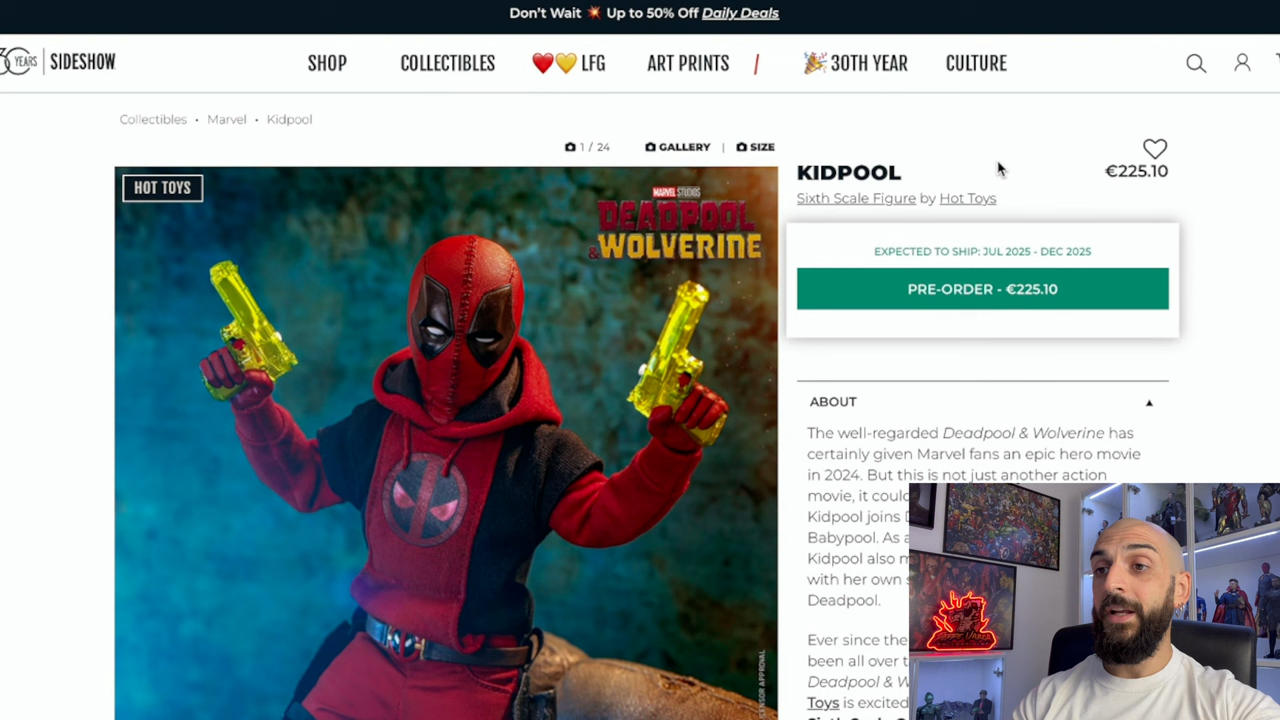 Don't Wait 💥 Up to 50% Off Daily Deals
30 YEARS | SIDESHOW
SHOP
COLLECTIBLES
❤️💛 LFG
ART PRINTS
/
🎉 30TH YEAR
CULTURE
Collectibles • Marvel • Kidpool
1 / 24
GALLERY | SIZE
HOT TOYS
MARVEL STUDIOS
DEADPOOL
& WOLVERINE
KIDPOOL
€225.10
Sixth Scale Figure by Hot Toys
EXPECTED TO SHIP: JUL 2025 - DEC 2025
PRE-ORDER - €225.10
ABOUT
The well-regarded Deadpool & Wolverine has
certainly given Marvel fans an epic hero movie
in 2024. But this is not just another action
movie, it
Kidpool joins
Babypool. As
Kidpool also
with her own
Deadpool.
Ever since the
been all over
Deadpool &
Toys is excited